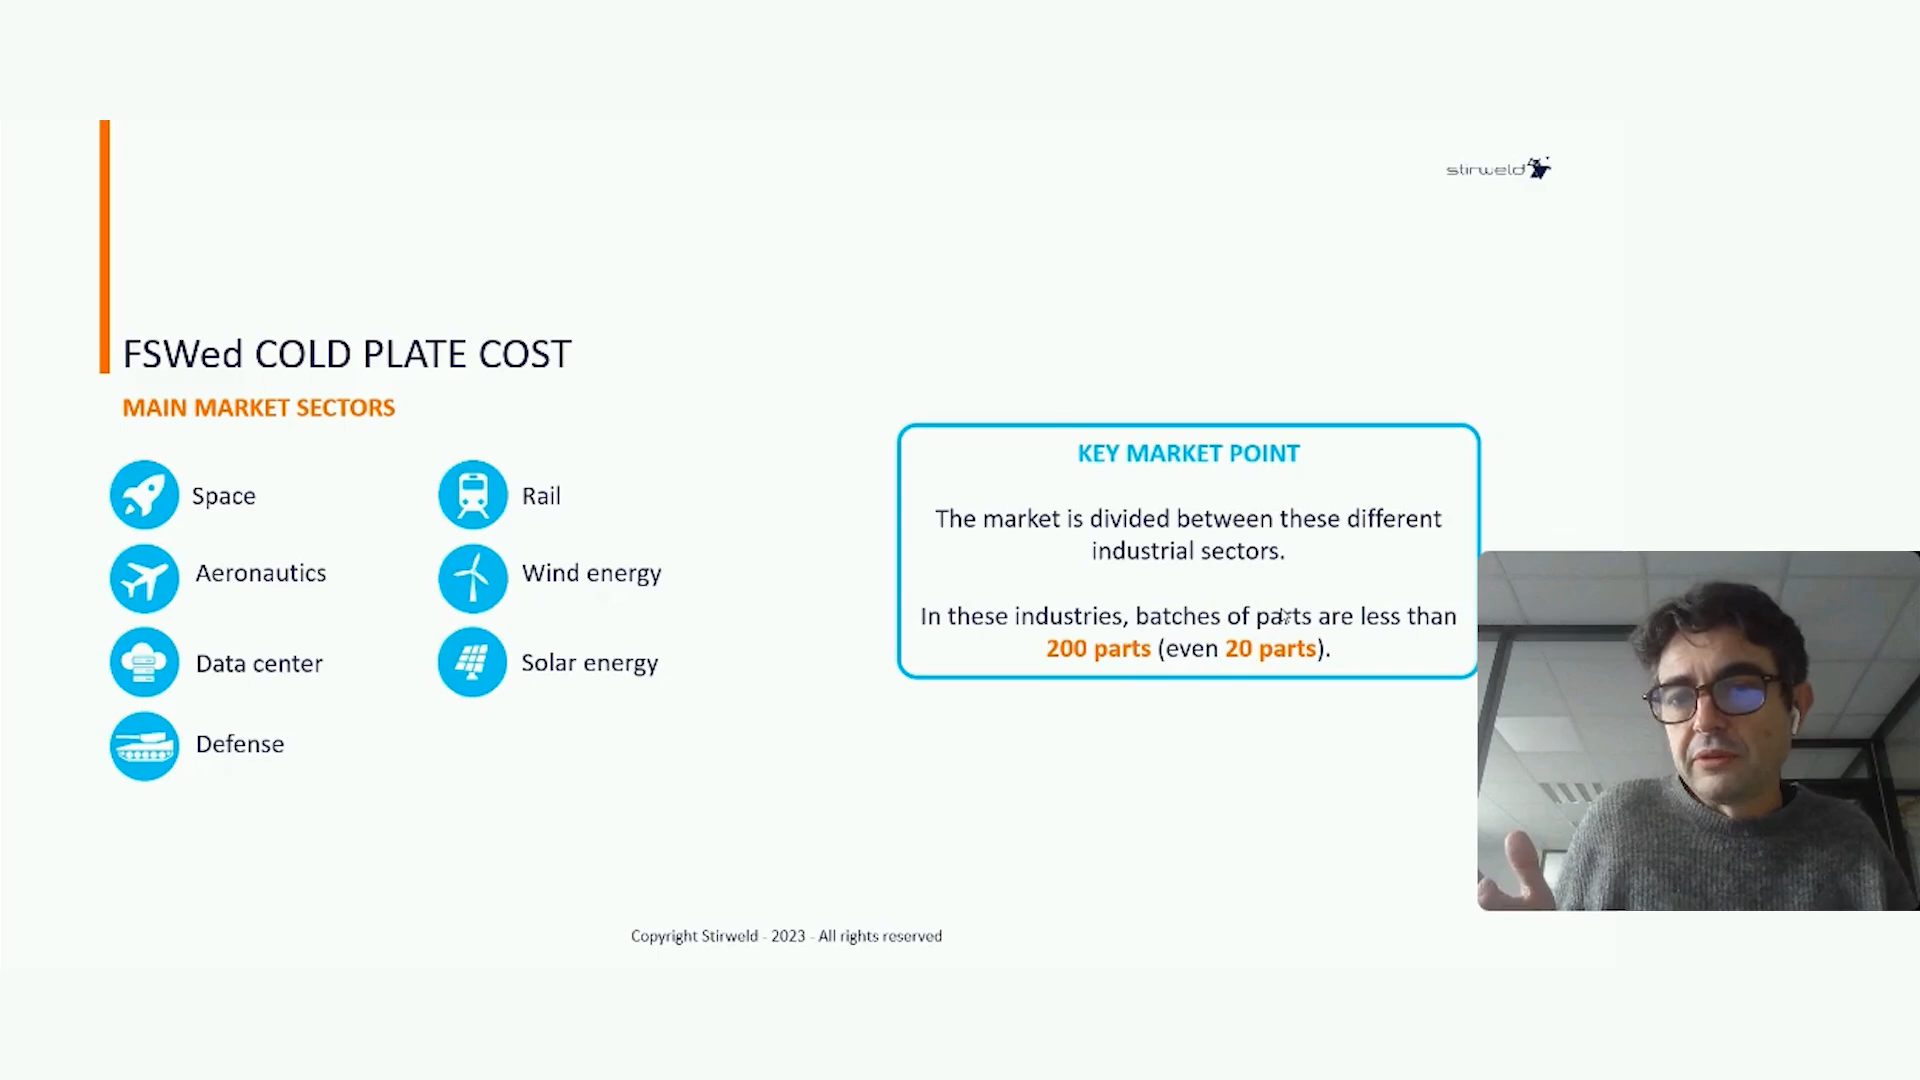 stirweld
FSWed COLD PLATE COST
MAIN MARKET SECTORS
Space
Aeronautics
Data center
Defense
Rail
Wind energy
Solar energy
KEY MARKET POINT
The market is divided between these different
industrial sectors.
In these industries, batches of parts are less than
200 parts (even 20 parts).
Copyright Stirweld - 2023 - All rights reserved